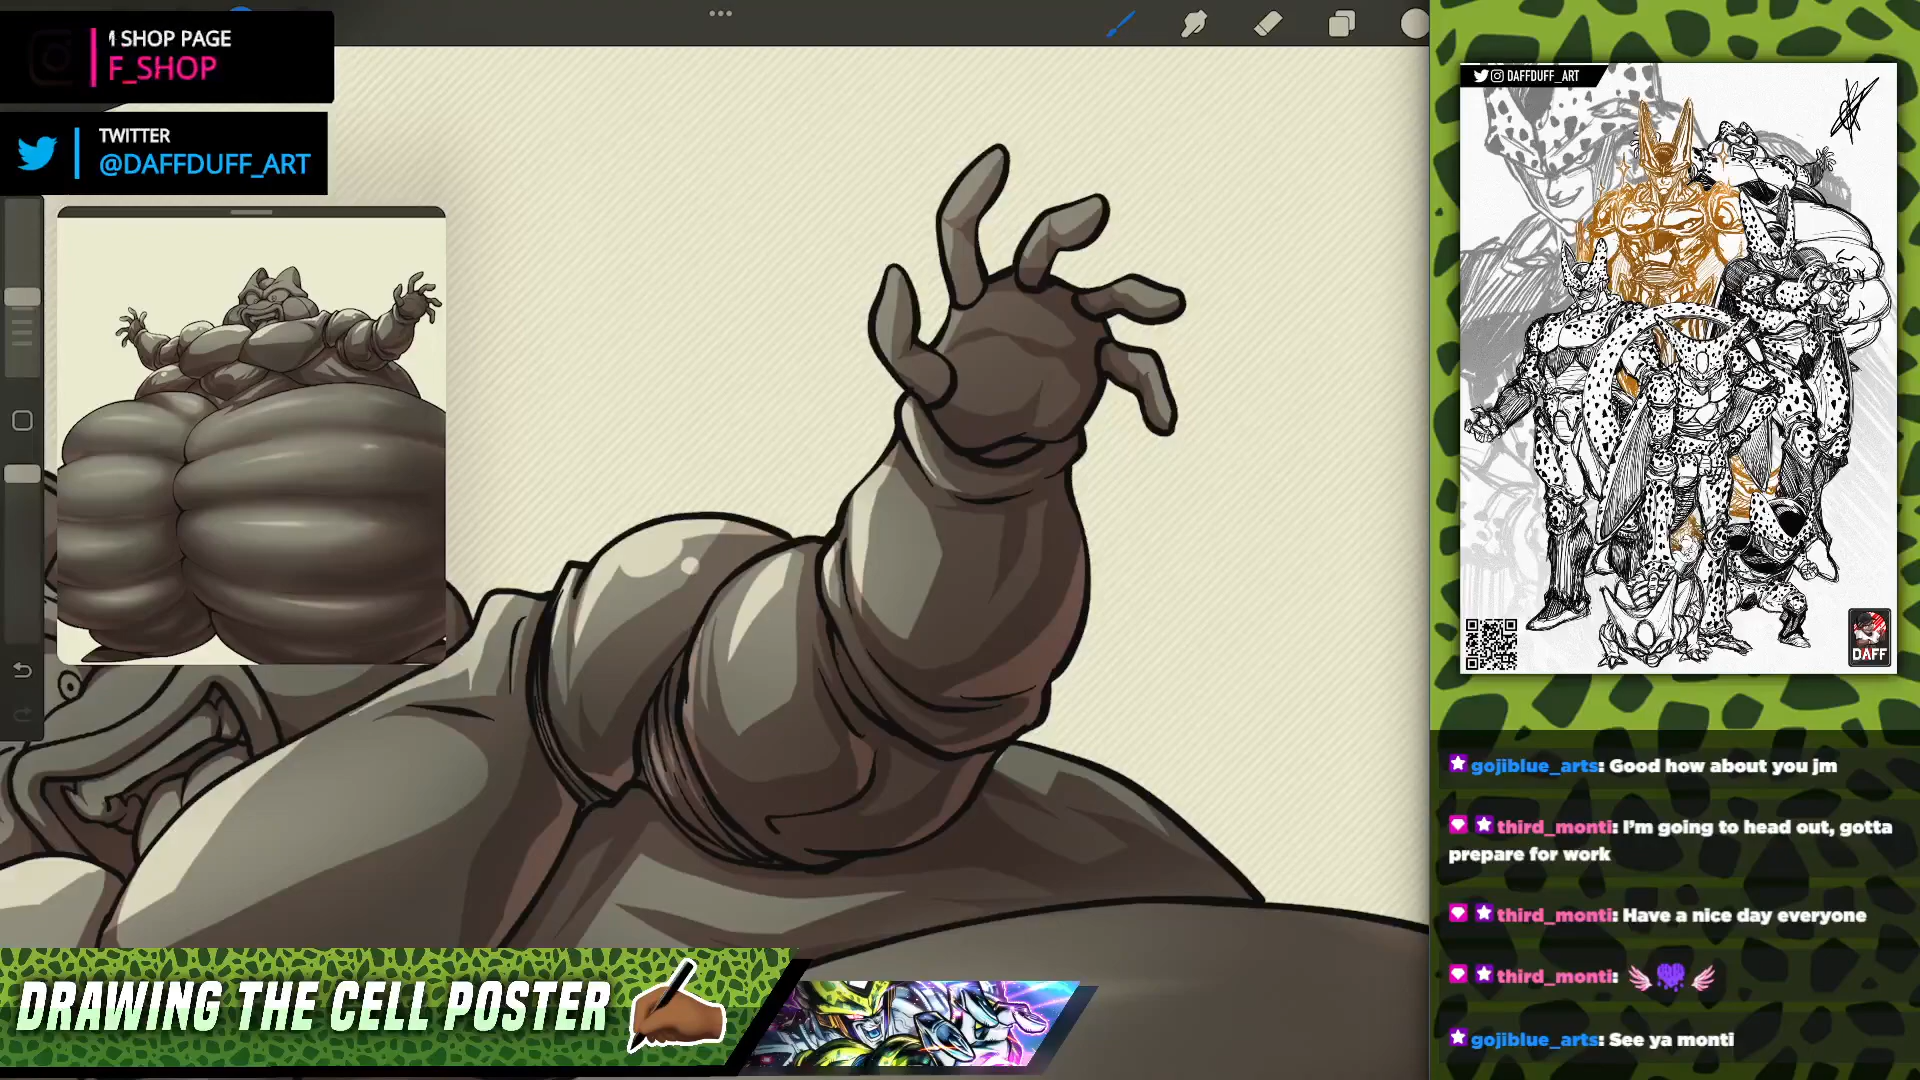 M SHOP PAGE
F_SHOP
TWITTER
@DAFFDUFF_ART
DAFFDUFF_ART
DAFF
gojiblue_arts: Good how about you jm
third_monti: I'm going to head out, gotta
prepare for work
third_monti: Have a nice day everyone
third_monti:
gojiblue_arts: See ya monti
DRAWING THE CELL POSTER